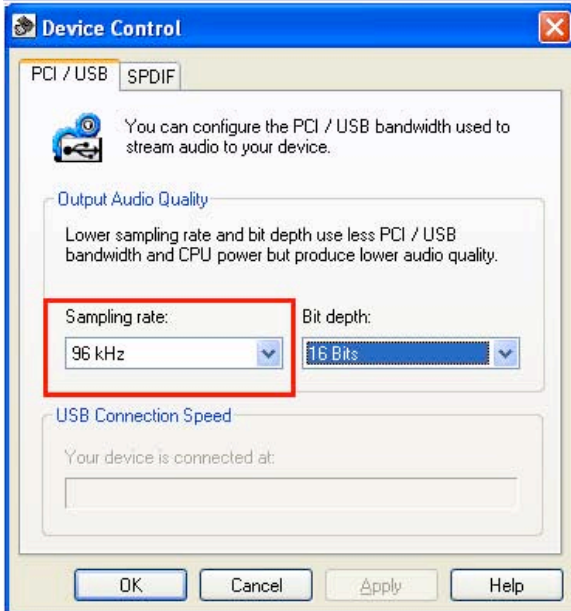 Device Control
PCI / USB
SPDIF
You can configure the PCI / USB bandwidth used to
stream audio to your device.
Output Audio Quality
Lower sampling rate and bit depth use less PCI / USB
bandwidth and CPU power but produce lower audio quality.
Sampling rate:
Bit depth:
96 kHz
16 Bits
USB Connection Speed
Your device is connected at:
OK
Cancel
Apply
Help